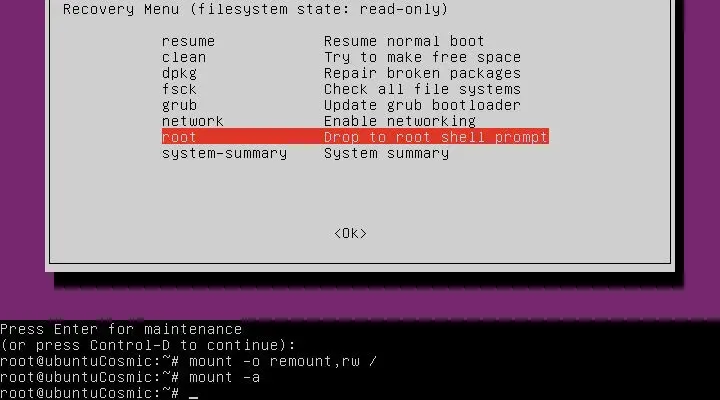 Recovery Menu (filesystem state: read-only)
resume Resume normal boot
clean Try to make free space
dpkg Repair broken packages
fsck Check all file systems
grub Update grub bootloader
network Enable networking
root Drop to root shell prompt
system-summary System summary
<Ok>
Press Enter for maintenance
(or press Control-D to continue):
root@ubuntuCosmic:~# mount -o remount,rw /
root@ubuntuCosmic:~# mount -a
root@ubuntuCosmic:~# _